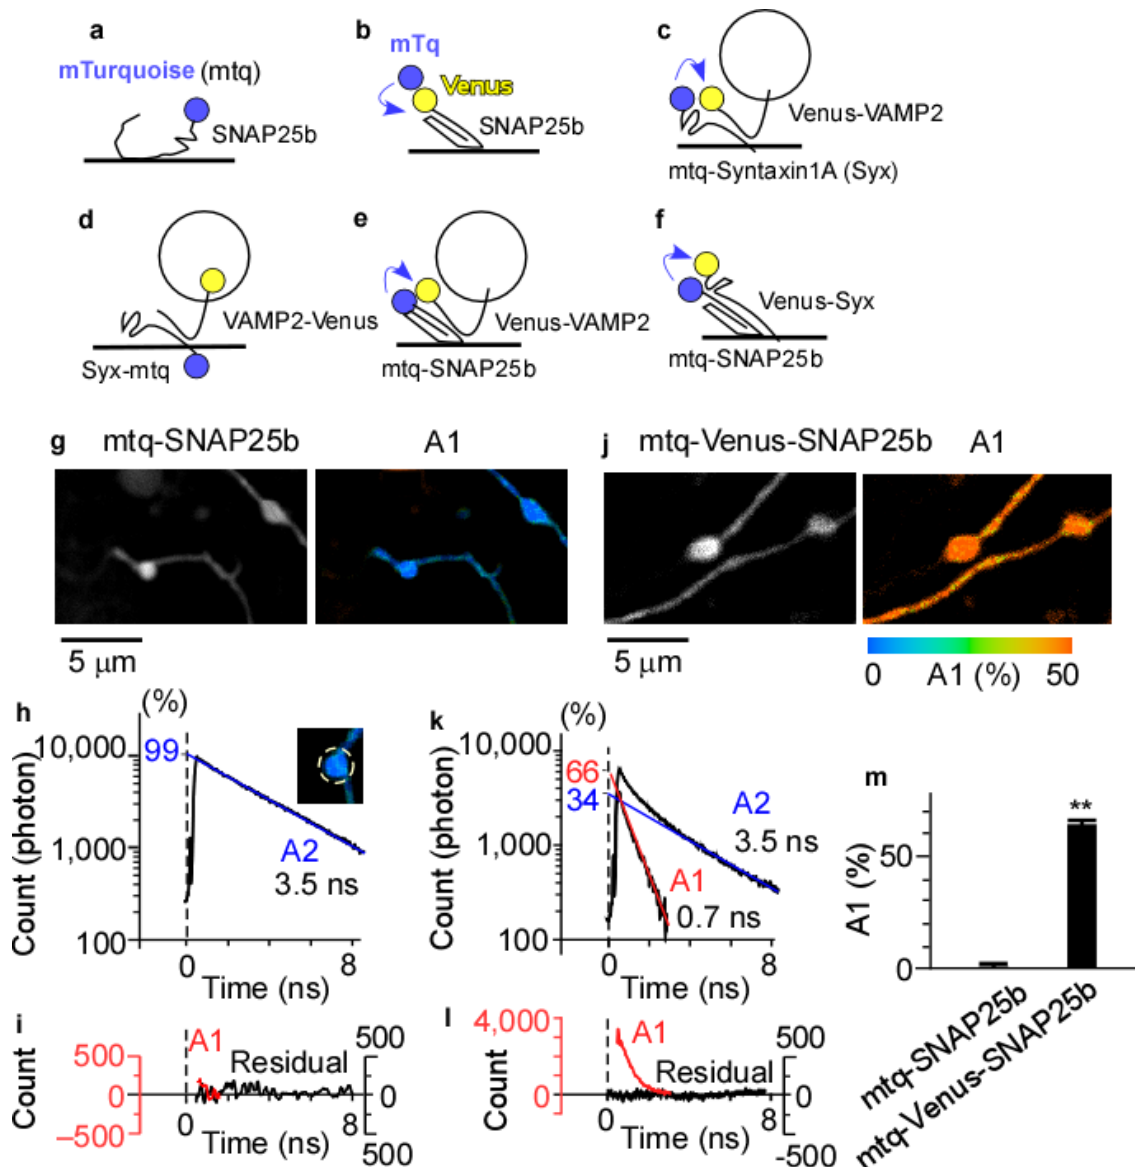 a
mTurquoise (mtq)
SNAP25b
b
mTq
Venus
SNAP25b
c
Venus-VAMP2
mtq-Syntaxin1A (Syx)
d
VAMP2-Venus
Syx-mtq
e
Venus-VAMP2
mtq-SNAP25b
f
Venus-Syx
mtq-SNAP25b
g mtq-SNAP25b A1
5 μm
j mtq-Venus-SNAP25b A1
5 μm
0 A1 (%) 50
h
(%)
10,000
1,000
100
Count (photon)
99
A2
3.5 ns
0 8
Time (ns)
i
Count
500
0
–500
A1
Residual
500
0
500
0 8
Time (ns)
k
(%)
10,000
1,000
100
Count (photon)
66
34
A2
3.5 ns
A1
0.7 ns
0 8
Time (ns)
l
Count
4,000
0
A1
Residual
500
0
-500
0 8
Time (ns)
m
A1 (%)
50
0
**
mtq-SNAP25b
mtq-Venus-SNAP25b